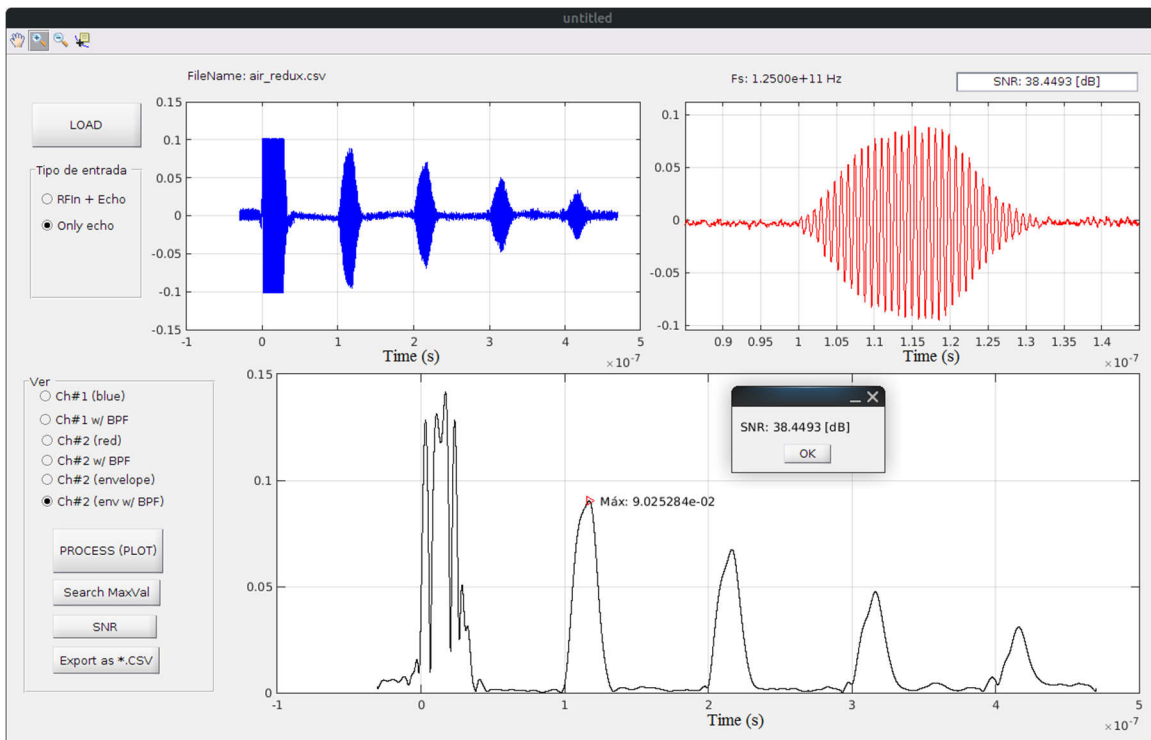 untitled
FileName: air_redux.csv
Fs: 1.2500e+11 Hz
SNR: 38.4493 [dB]
LOAD
Tipo de entrada
RFIn + Echo
Only echo
0.15
0.1
0.05
0
-0.05
-0.1
-0.15
-1 0 1 2 3 4 5
Time (s)
×10-7
0.1
0.05
0
-0.05
-0.1
0.9 0.95 1 1.05 1.1 1.15 1.2 1.25 1.3 1.35 1.4
Time (s)
×10-7
Ver
Ch#1 (blue)
Ch#1 w/ BPF
Ch#2 (red)
Ch#2 w/ BPF
Ch#2 (envelope)
Ch#2 (env w/ BPF)
PROCESS (PLOT)
Search MaxVal
SNR
Export as *.CSV
0.15
0.1
0.05
0
SNR: 38.4493 [dB]
OK
Máx: 9.025284e-02
-1 0 1 2 3 4 5
Time (s)
×10-7